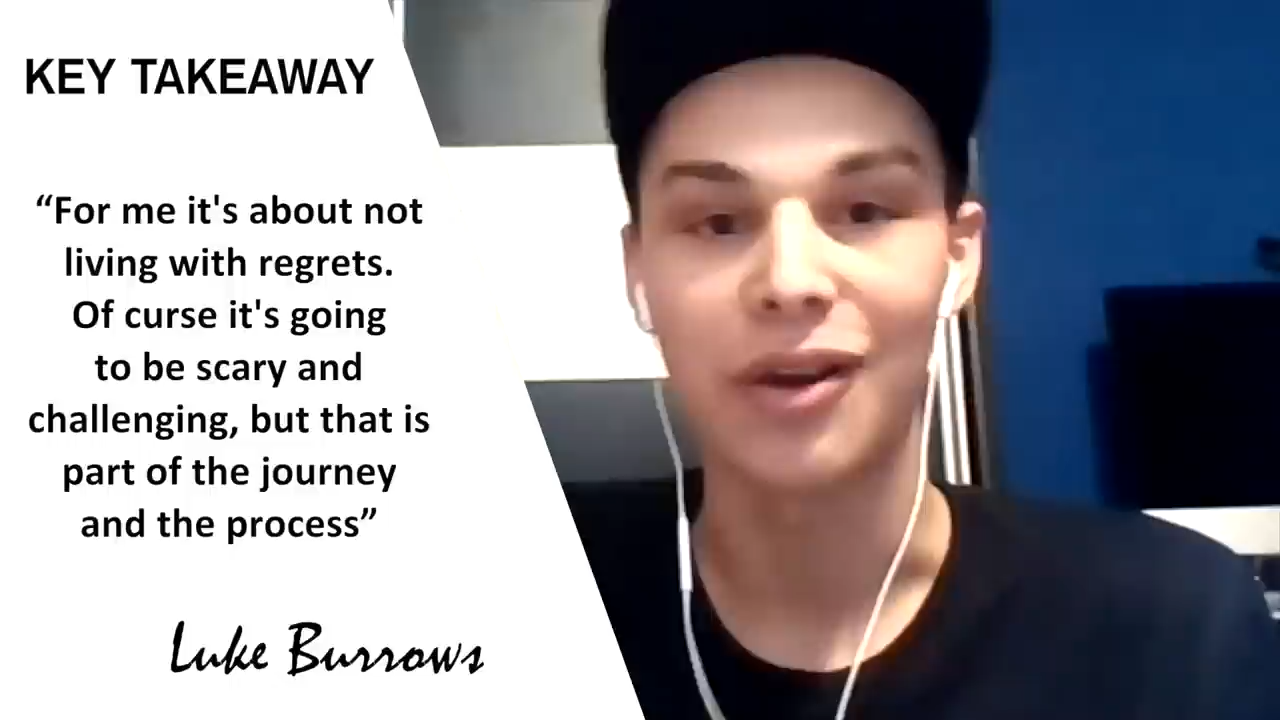 KEY TAKEAWAY
“For me it's about not
living with regrets.
Of curse it's going
to be scary and
challenging, but that is
part of the journey
and the process”
Luke Burrows